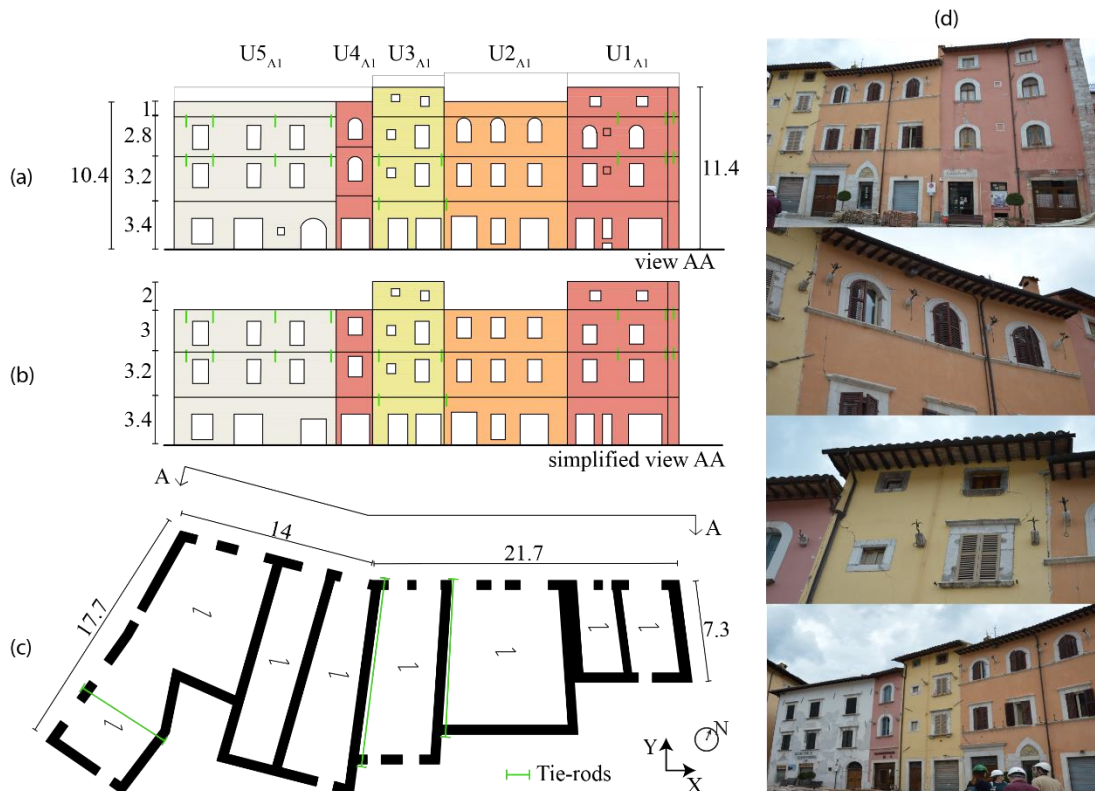 (d)
U5A1 U4A1 U3A1 U2A1 U1A1
(a)
10.4
1
2.8
3.2
3.4
11.4
view AA
(b)
2
3
3.2
3.4
simplified view AA
A
A
14
21.7
17.7
7.3
(c)
N
Y
X
Tie-rods